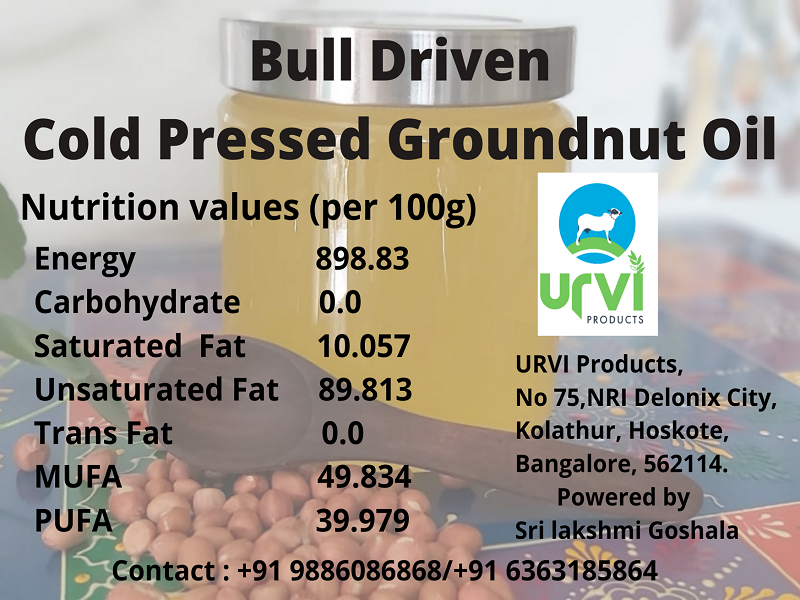 Bull Driven
Cold Pressed Groundnut Oil
Nutrition values (per 100g)
Energy 898.83
Carbohydrate 0.0
Saturated Fat 10.057
Unsaturated Fat 89.813
Trans Fat 0.0
MUFA 49.834
PUFA 39.979
urvi
PRODUCTS
URVI Products,
No 75,NRI Delonix City,
Kolathur, Hoskote,
Bangalore, 562114.
Powered by
Sri lakshmi Goshala
Contact : +91 9886086868/+91 6363185864